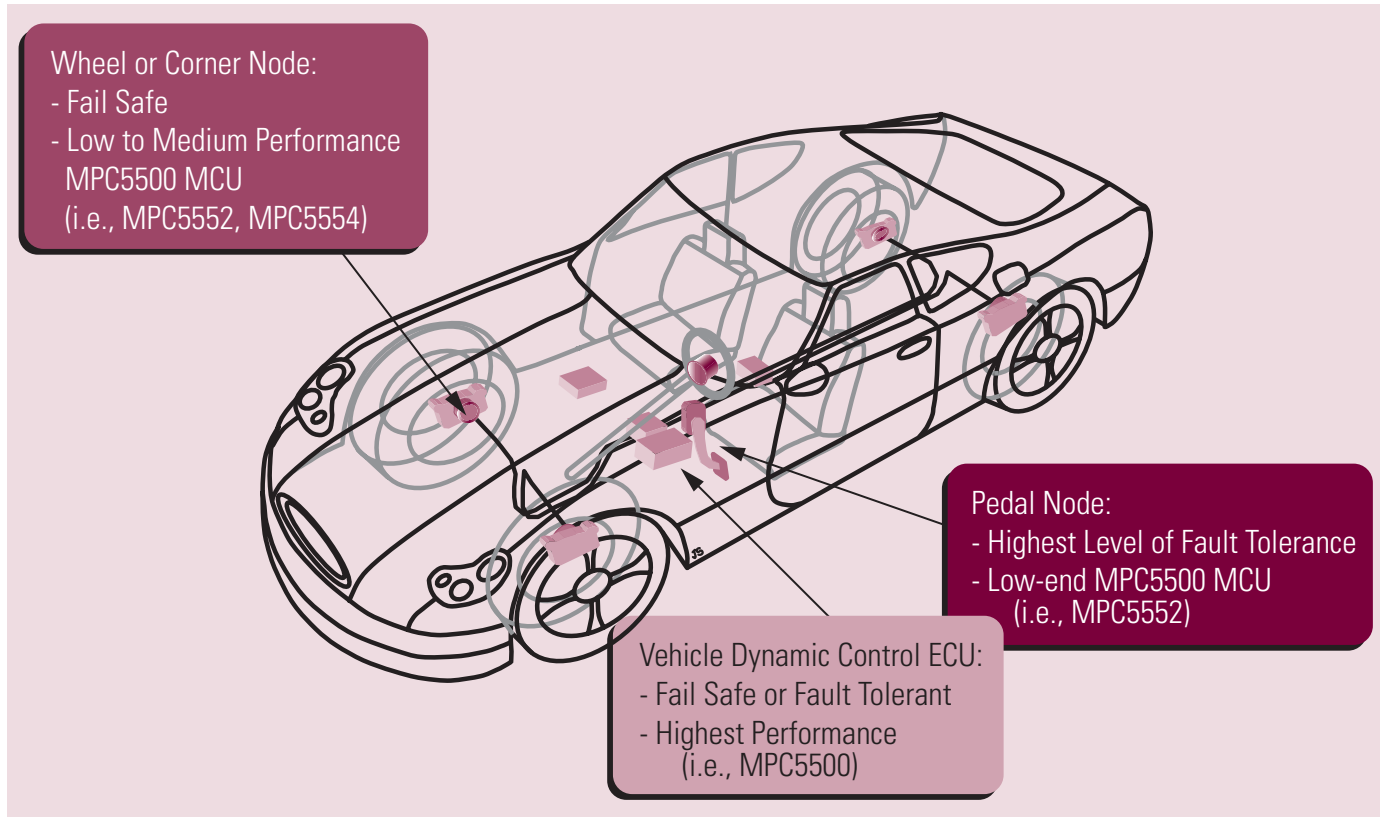 Wheel or Corner Node:
- Fail Safe
- Low to Medium Performance
MPC5500 MCU
(i.e., MPC5552, MPC5554)
Pedal Node:
- Highest Level of Fault Tolerance
- Low-end MPC5500 MCU
(i.e., MPC5552)
Vehicle Dynamic Control ECU:
- Fail Safe or Fault Tolerant
- Highest Performance
(i.e., MPC5500)